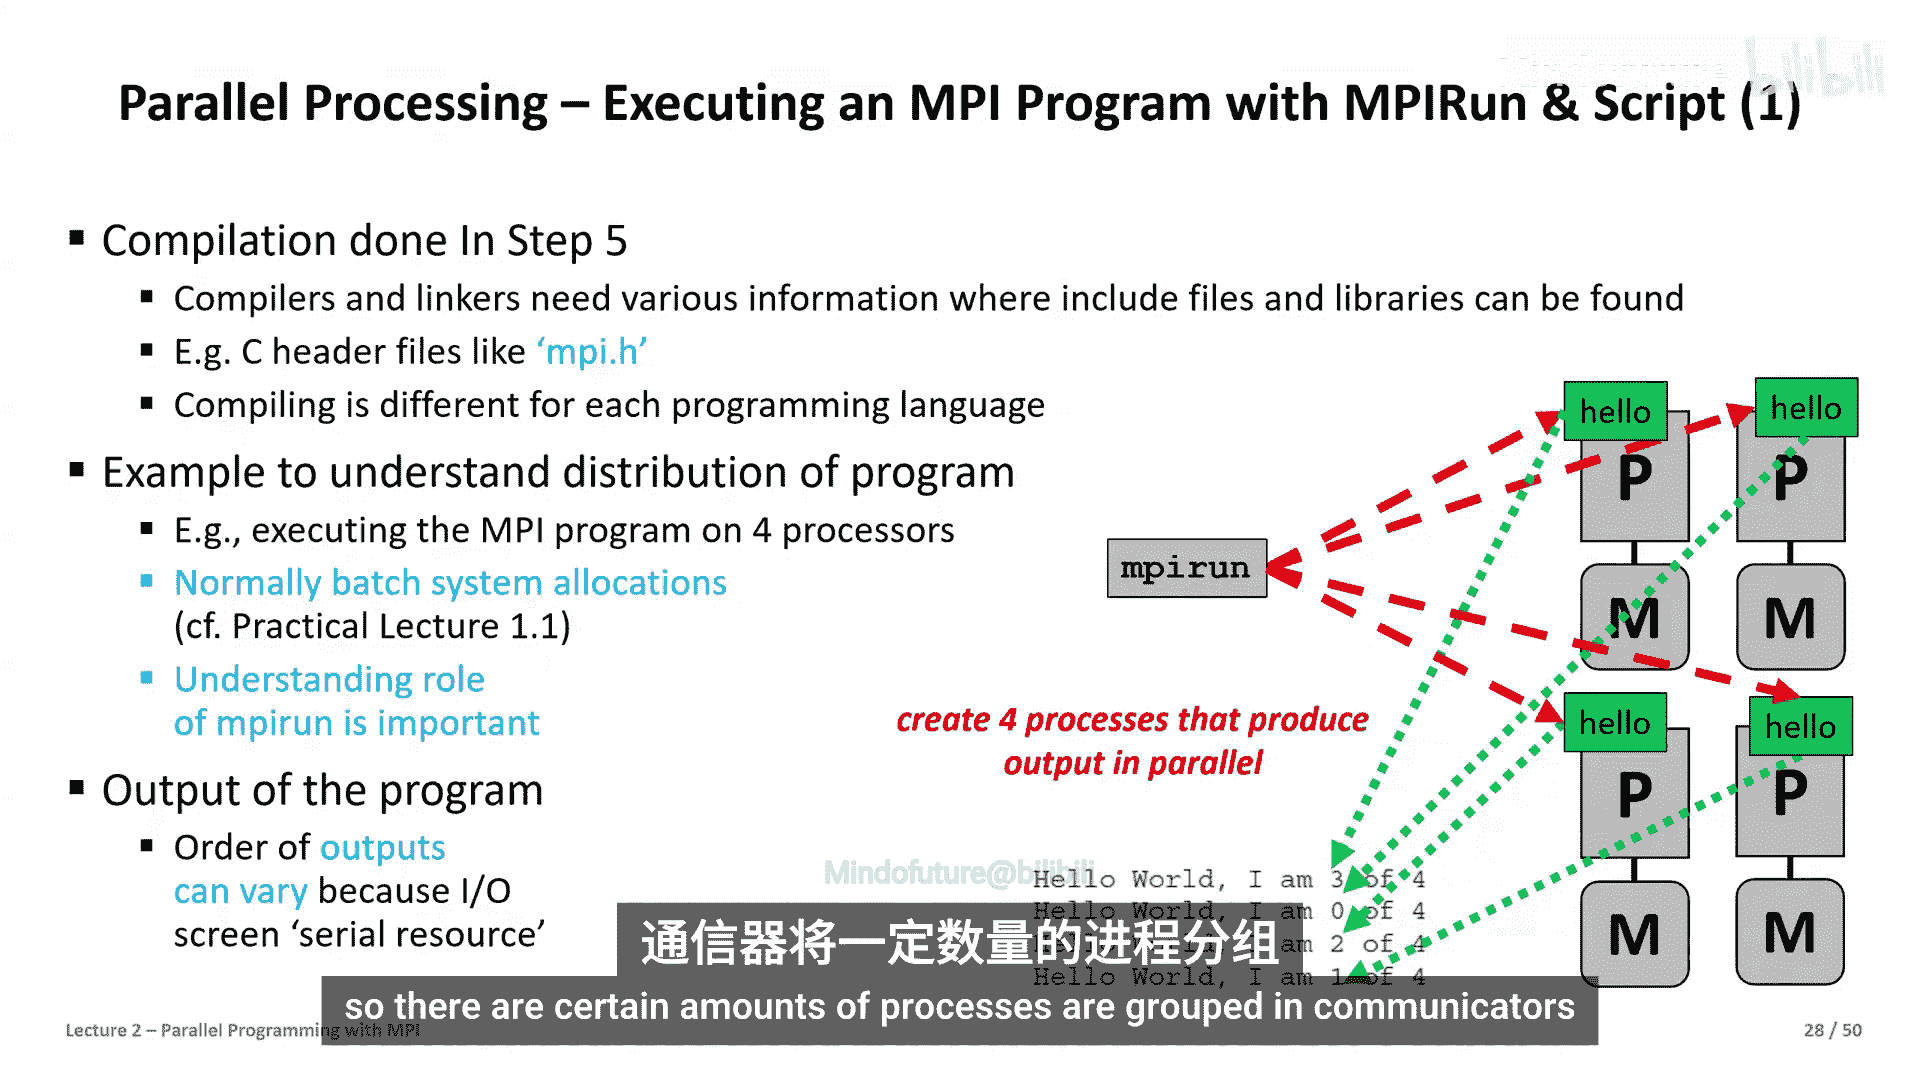 bilibili
Parallel Processing – Executing an MPI Program with MPIRun & Script (1)
▪ Compilation done In Step 5
▪ Compilers and linkers need various information where include files and libraries can be found
▪ E.g. C header files like ‘mpi.h’
▪ Compiling is different for each programming language
▪ Example to understand distribution of program
▪ E.g., executing the MPI program on 4 processors
▪ Normally batch system allocations
(cf. Practical Lecture 1.1)
▪ Understanding role
of mpirun is important
▪ Output of the program
▪ Order of outputs
can vary because I/O
screen ‘serial resource’
mpirun
create 4 processes that produce
output in parallel
hello
hello
P
P
M
M
hello
hello
P
P
M
M
Mindofuture@bilibili
Hello World, I am 3 of 4
Hello World, I am 0 of 4
Hello World, I am 2 of 4
Hello World, I am 1 of 4
通信器将一定数量的进程分组
so there are certain amounts of processes are grouped in communicators
Lecture 2 – Parallel Programming with MPI
28 / 50